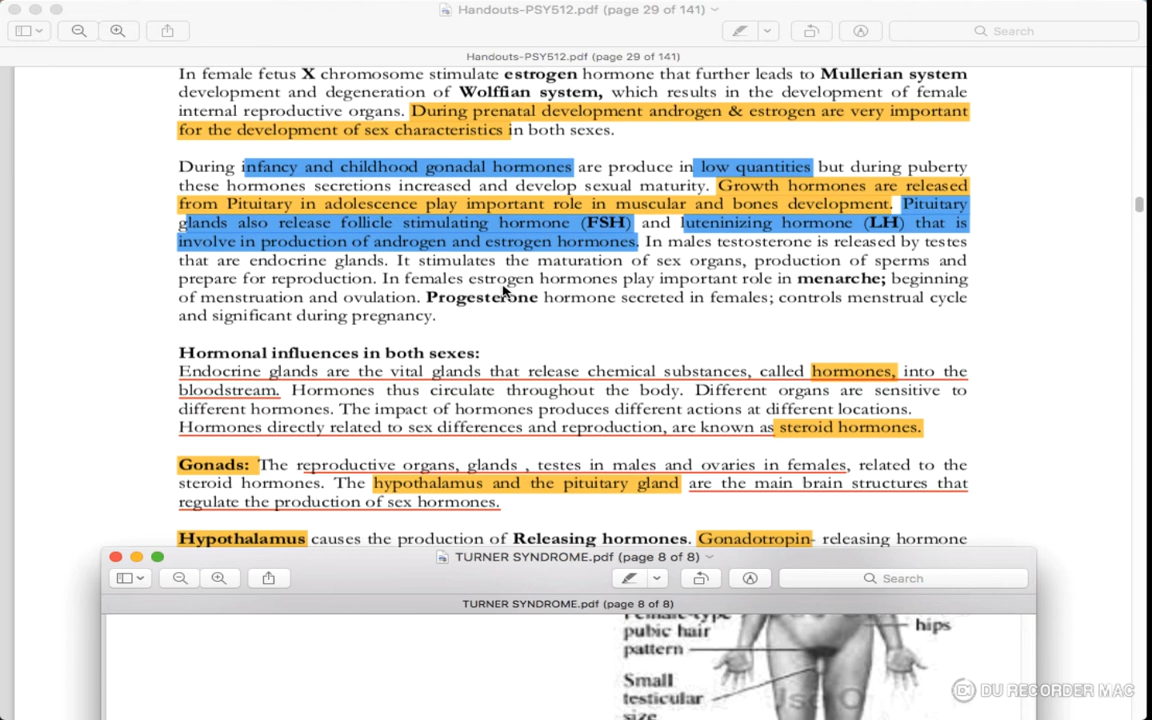 Handouts-PSY512.pdf (page 29 of 141)
Search
Handouts-PSY512.pdf (page 29 of 141)
In female fetus X chromosome stimulate estrogen hormone that further leads to Mullerian system
development and degeneration of Wolffian system, which results in the development of female
internal reproductive organs. During prenatal development androgen & estrogen are very important
for the development of sex characteristics in both sexes.
During infancy and childhood gonadal hormones are produce in low quantities but during puberty
these hormones secretions increased and develop sexual maturity. Growth hormones are released
from Pituitary in adolescence play important role in muscular and bones development. Pituitary
glands also release follicle stimulating hormone (FSH) and luteninizing hormone (LH) that is
involve in production of androgen and estrogen hormones. In males testosterone is released by testes
that are endocrine glands. It stimulates the maturation of sex organs, production of sperms and
prepare for reproduction. In females estrogen hormones play important role in menarche; beginning
of menstruation and ovulation. Progesterone hormone secreted in females; controls menstrual cycle
and significant during pregnancy.
Hormonal influences in both sexes:
Endocrine glands are the vital glands that release chemical substances, called hormones, into the
bloodstream. Hormones thus circulate throughout the body. Different organs are sensitive to
different hormones. The impact of hormones produces different actions at different locations.
Hormones directly related to sex differences and reproduction, are known as steroid hormones.
Gonads: The reproductive organs, glands , testes in males and ovaries in females, related to the
steroid hormones. The hypothalamus and the pituitary gland are the main brain structures that
regulate the production of sex hormones.
Hypothalamus causes the production of Releasing hormones. Gonadotropin- releasing hormone
TURNER SYNDROME.pdf (page 8 of 8)
Search
TURNER SYNDROME.pdf (page 8 of 8)
Female-type
pubic hair
pattern
hips
Small
testicular
size
DU RECORDER MAC